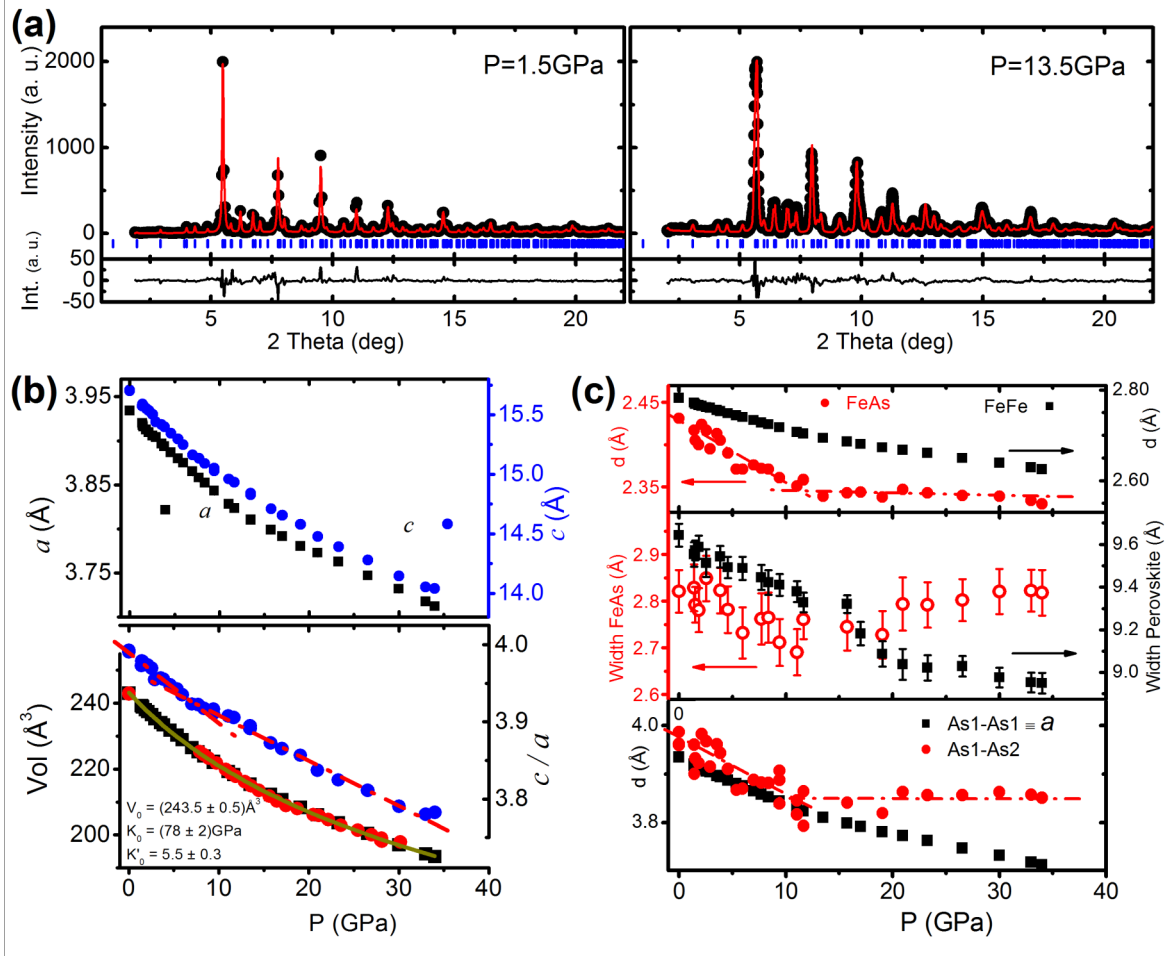 (a)
P=1.5GPa
P=13.5GPa
Intensity (a. u.)
2000
1000
0
Int. (a. u.)
50
0
-50
5 10 15 20
5 10 15 20
2 Theta (deg)
2 Theta (deg)
(b)
a (Å)
3.95
3.85
3.75
a
c
15.5
15.0
14.5
14.0
c (Å)
Vol (Å³)
240
220
200
V₀ = (243.5 ± 0.5)Å³
K₀ = (78 ± 2)GPa
K'₀ = 5.5 ± 0.3
4.0
3.9
3.8
c / a
0 10 20 30 40
P (GPa)
(c)
d (Å)
2.45
2.35
FeAs
FeFe
2.80
2.65
2.50
d (Å)
Width FeAs (Å)
2.9
2.8
2.7
2.6
9.6
9.4
9.2
9.0
Width Perovskite (Å)
d (Å)
4.0
3.8
0
As1-As1 ≡ a
As1-As2
0 10 20 30 40
P (GPa)